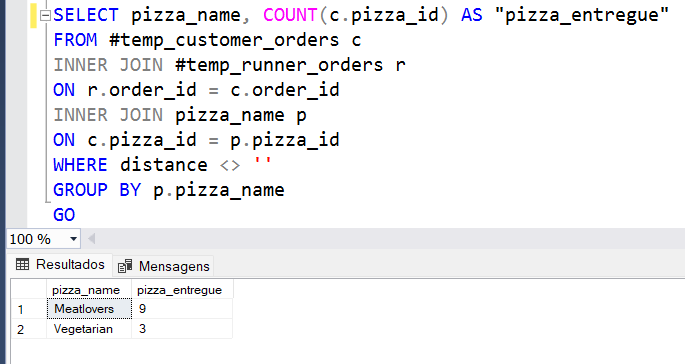 SELECT pizza_name, COUNT(c.pizza_id) AS "pizza_entregue"
FROM #temp_customer_orders c
INNER JOIN #temp_runner_orders r
ON r.order_id = c.order_id
INNER JOIN pizza_name p
ON c.pizza_id = p.pizza_id
WHERE distance <> ''
GROUP BY p.pizza_name
GO
100 %
Resultados Mensagens
pizza_name pizza_entregue
1 Meatlovers 9
2 Vegetarian 3